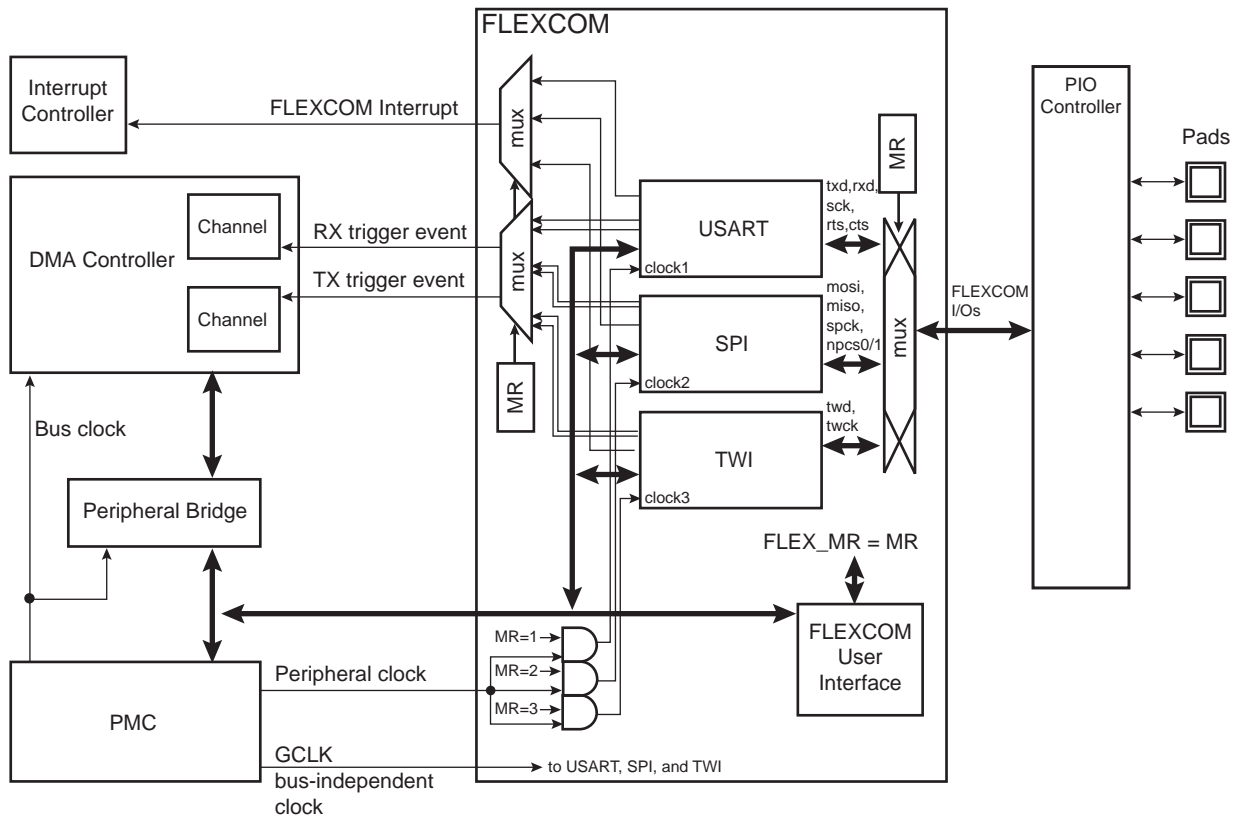 FLEXCOM
Interrupt
Controller
FLEXCOM Interrupt
mux
PIO
Controller
Pads
MR
DMA Controller
Channel
RX trigger event
TX trigger event
Channel
mux
MR
USART
clock1
txd,rxd,
sck,
rts,cts
SPI
clock2
mosi,
miso,
spck,
npcs0/1
mux
FLEXCOM
I/Os
TWI
clock3
twd,
twck
Bus clock
Peripheral Bridge
FLEX_MR = MR
FLEXCOM
User
Interface
MR=1
MR=2
MR=3
Peripheral clock
PMC
GCLK
bus-independent
clock
to USART, SPI, and TWI